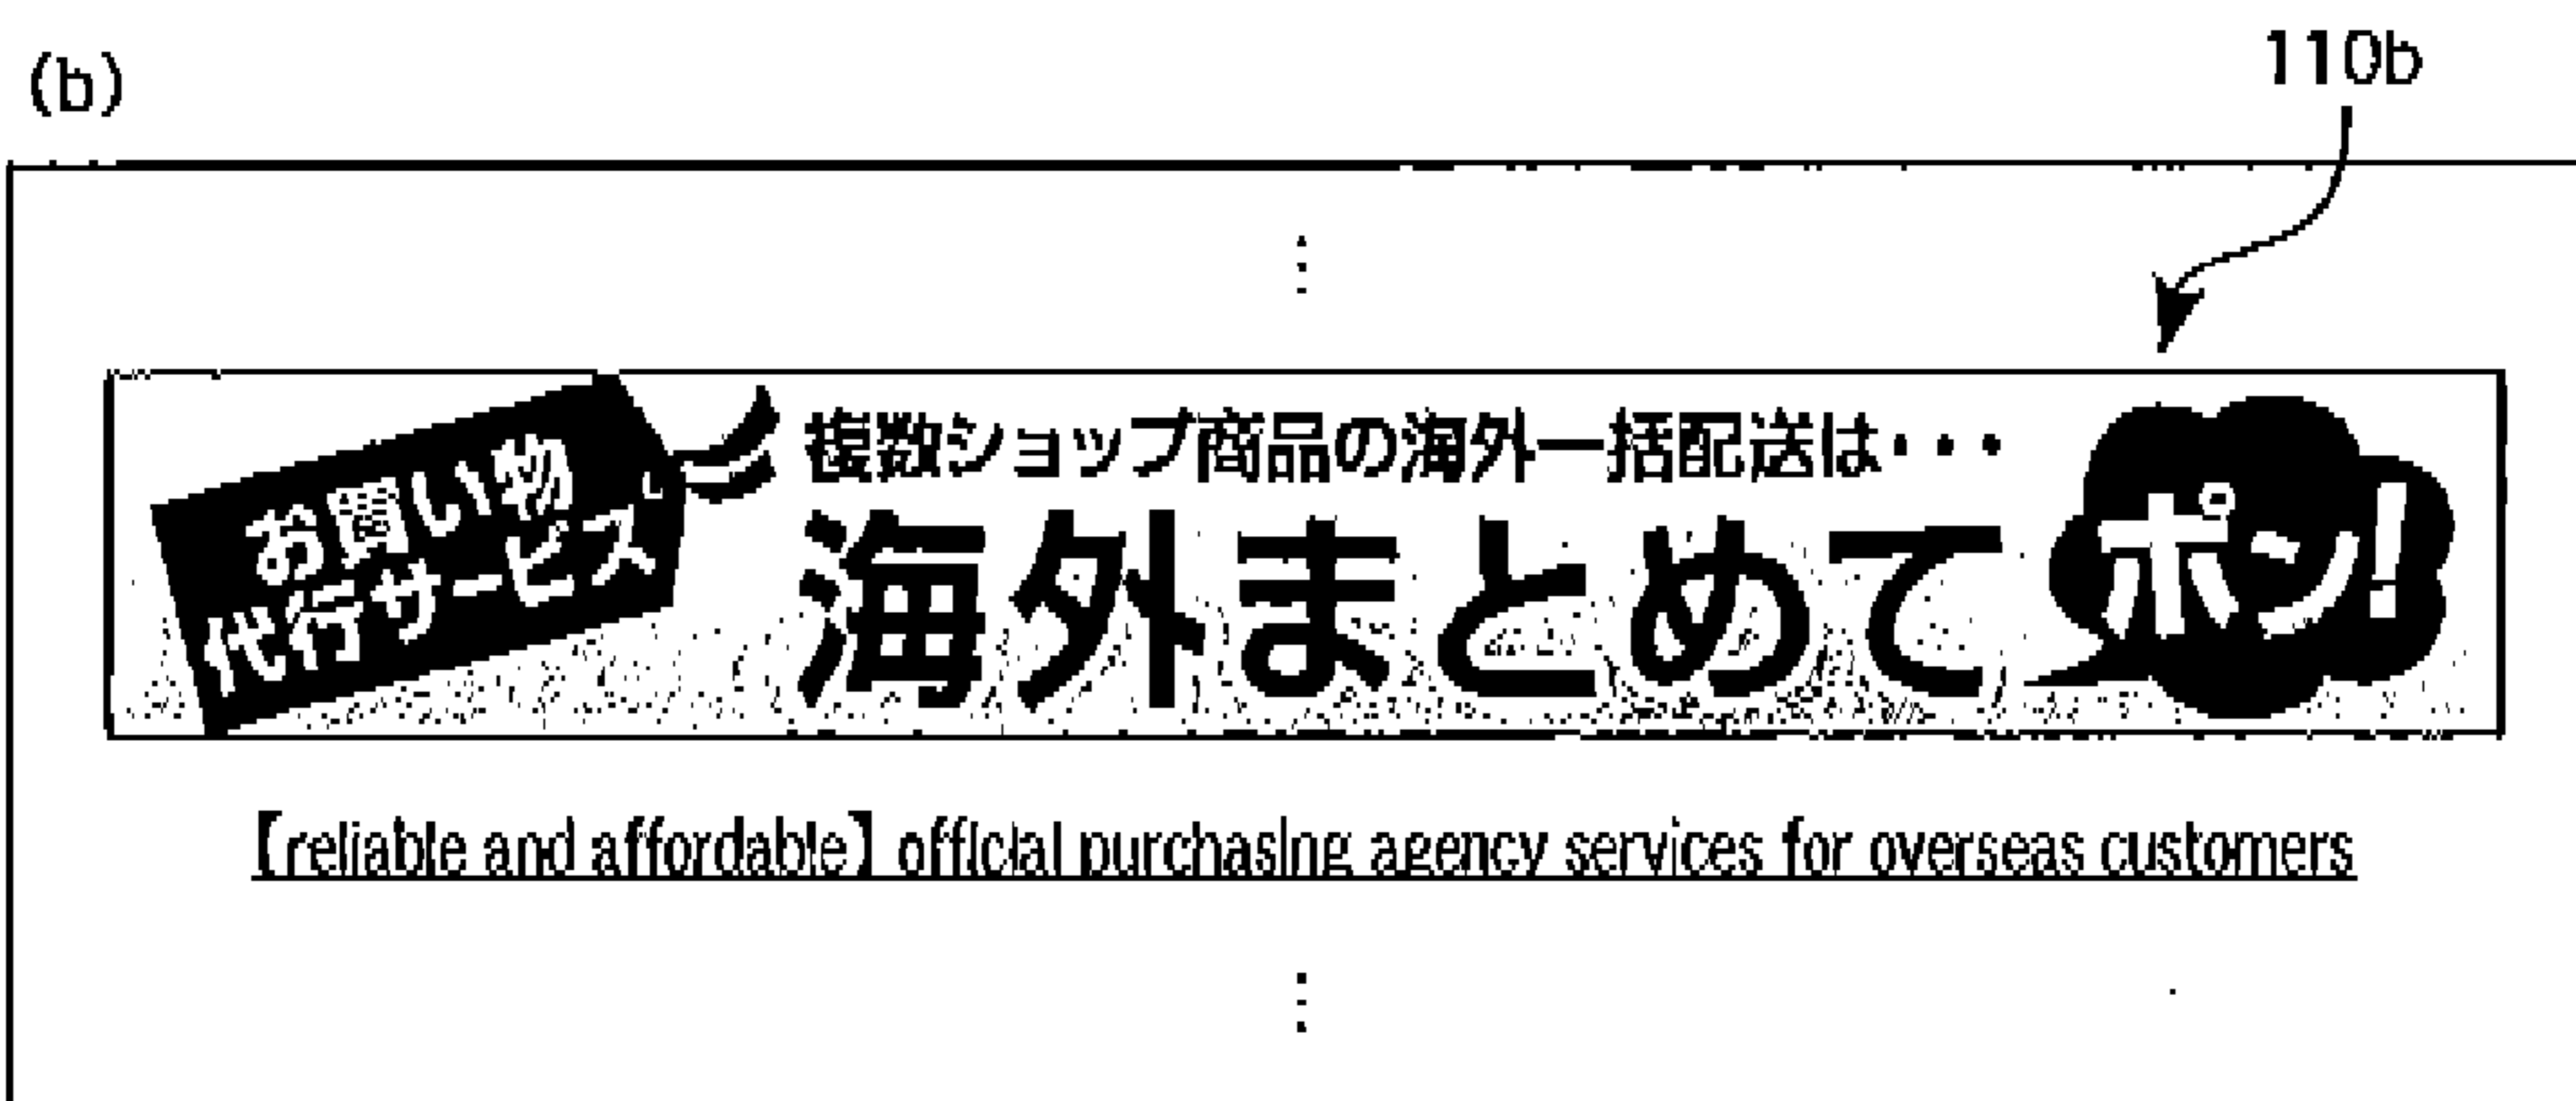 (b)
110b
お買い物
代行サービス
複数ショップ商品の海外一括配送は・・・
海外まとめて
ポン!
【reliable and affordable】 official purchasing agency services for overseas customers